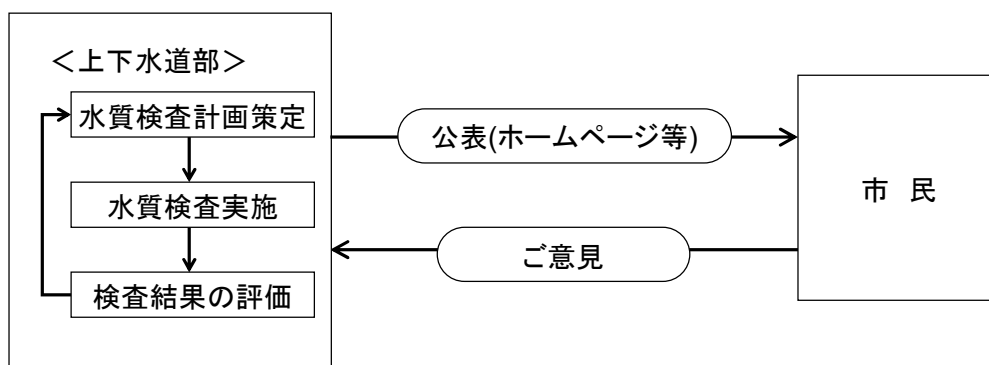 ＜上下水道部＞
水質検査計画策定
水質検査実施
検査結果の評価
公表(ホームページ等)
ご意見
市　民